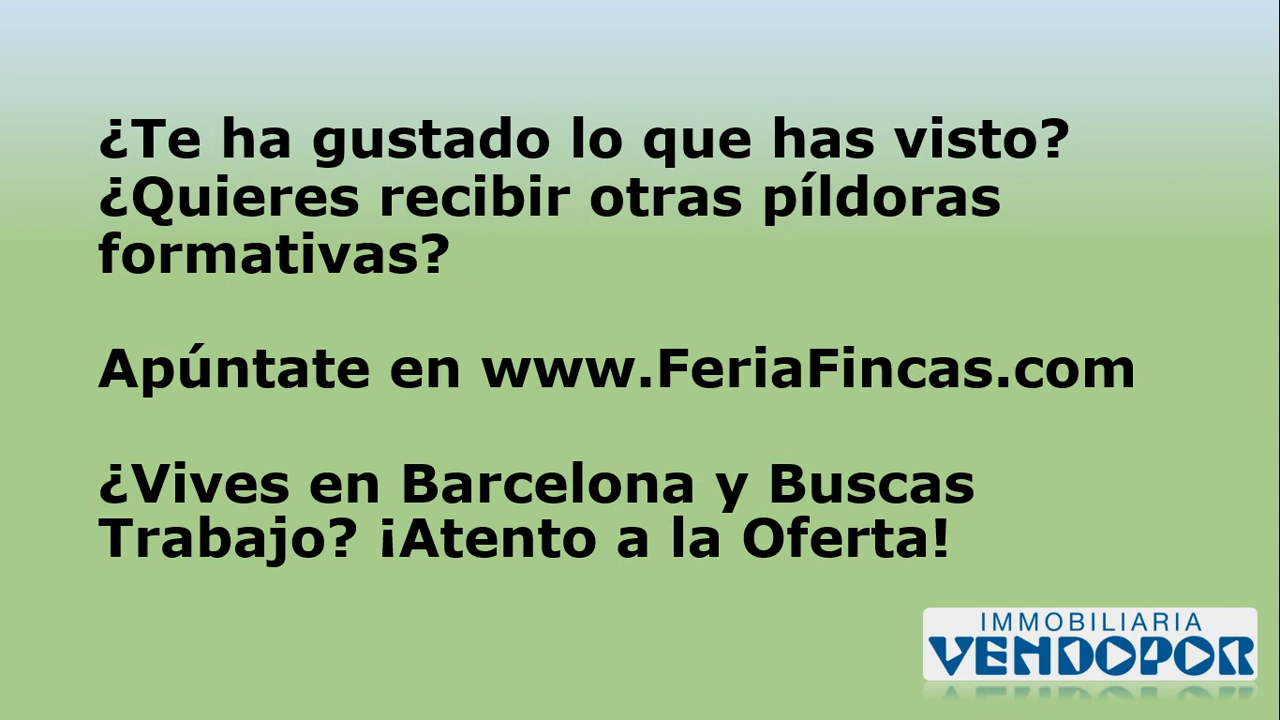 ¿Te ha gustado lo que has visto?
¿Quieres recibir otras píldoras
formativas?
Apúntate en www.FeriaFincas.com
¿Vives en Barcelona y Buscas
Trabajo? ¡Atento a la Oferta!
IMMOBILIARIA
VENDOPOR